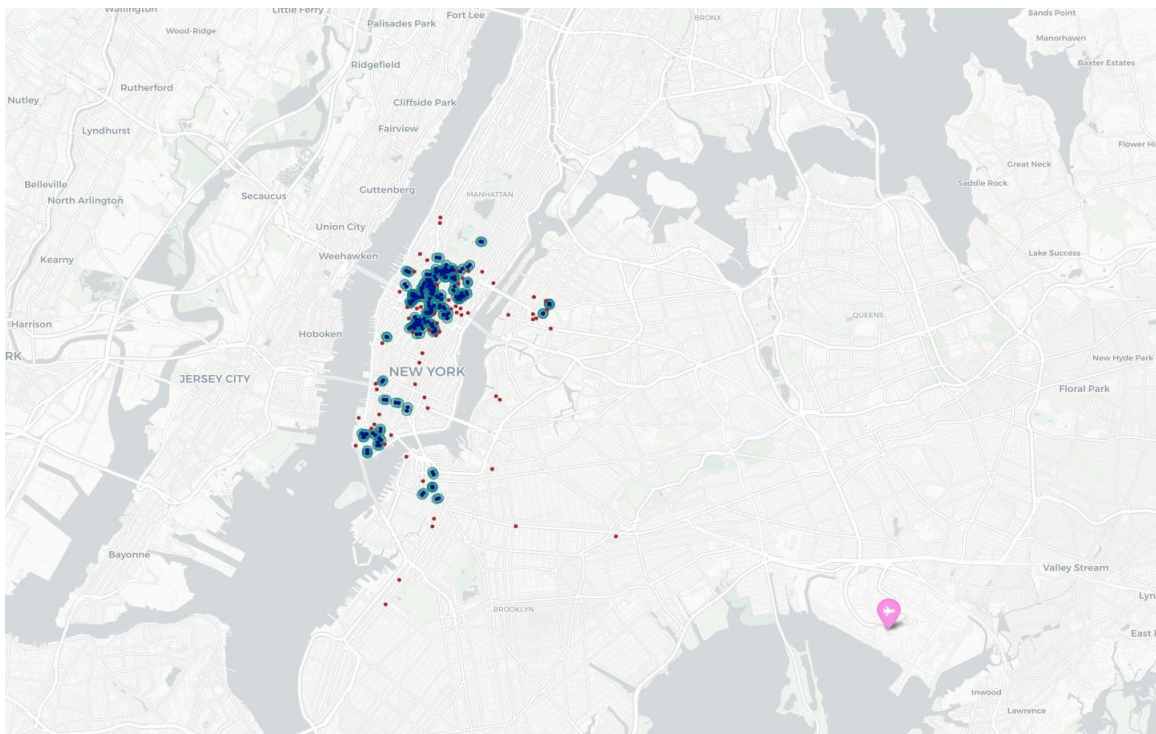 Wallington
Little Ferry
Palisades Park
Fort Lee
BRONX
Sands Point
Wood-Ridge
Manorhaven
Ridgefield
Baxter Estates
Rutherford
Nutley
Cliffside Park
Lyndhurst
Fairview
Flower Hi
Great Neck
Belleville
Guttenberg
Saddle Rock
North Arlington
Secaucus
MANHATTAN
Union City
Weehawken
Lake Success
Kearny
QUEENS
Harrison
Hoboken
RK
New Hyde Park
JERSEY CITY
NEW YORK
Floral Park
Bayonne
Valley Stream
Lyn
BROOKLYN
East R
Inwood
Lawrence